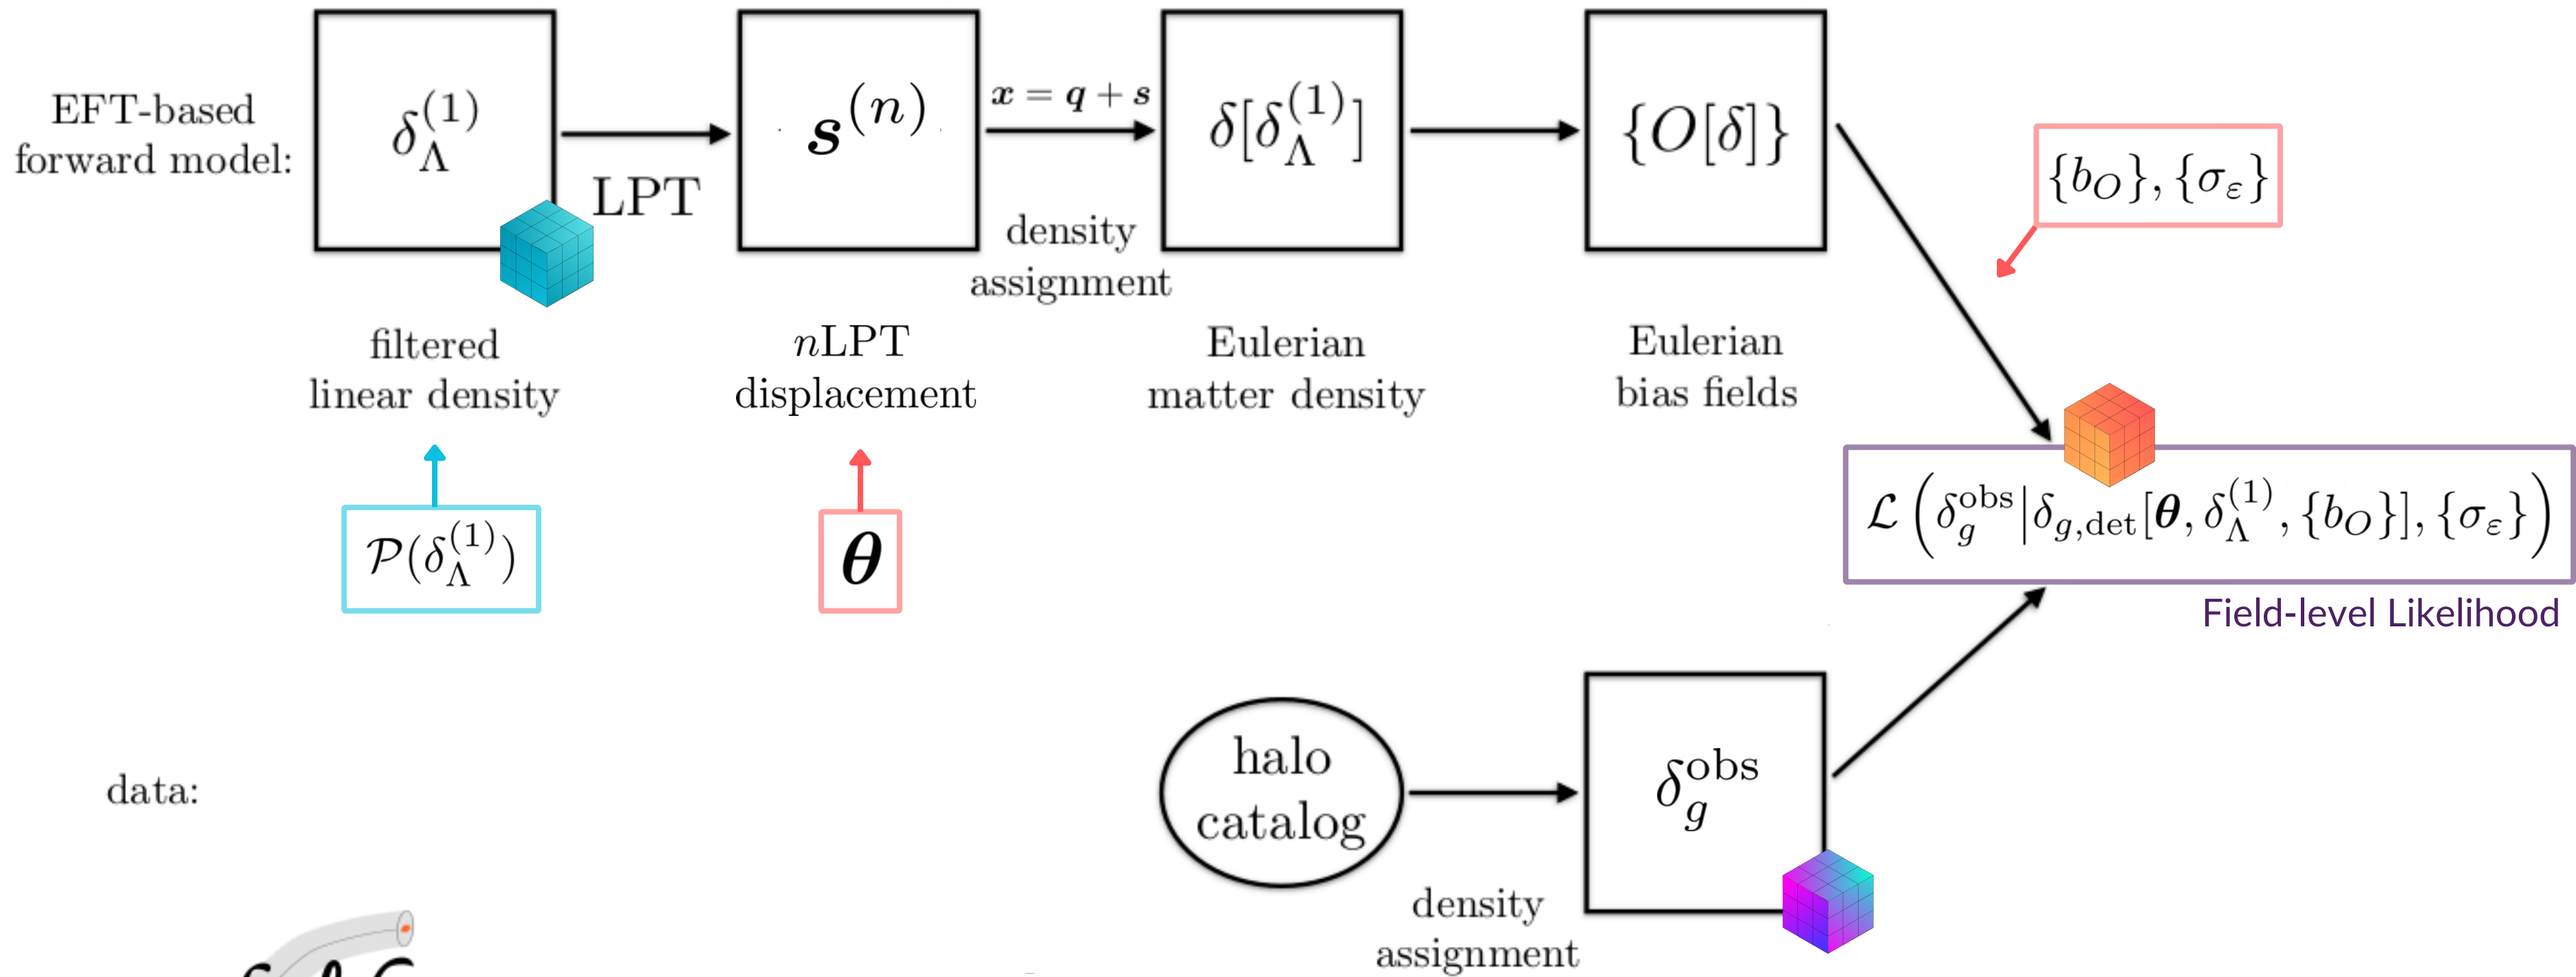 EFT-based
forward model:
δ_Λ^(1)
LPT
s^(n)
x = q + s
density
assignment
δ[δ_Λ^(1)]
{O[δ]}
{b_O}, {σ_ε}
filtered
linear density
nLPT
displacement
Eulerian
matter density
Eulerian
bias fields
P(δ_Λ^(1))
θ
L(δ_g^obs|δ_g,det[θ, δ_Λ^(1), {b_O}], {σ_ε})
Field-level Likelihood
data:
halo
catalog
density
assignment
δ_g^obs